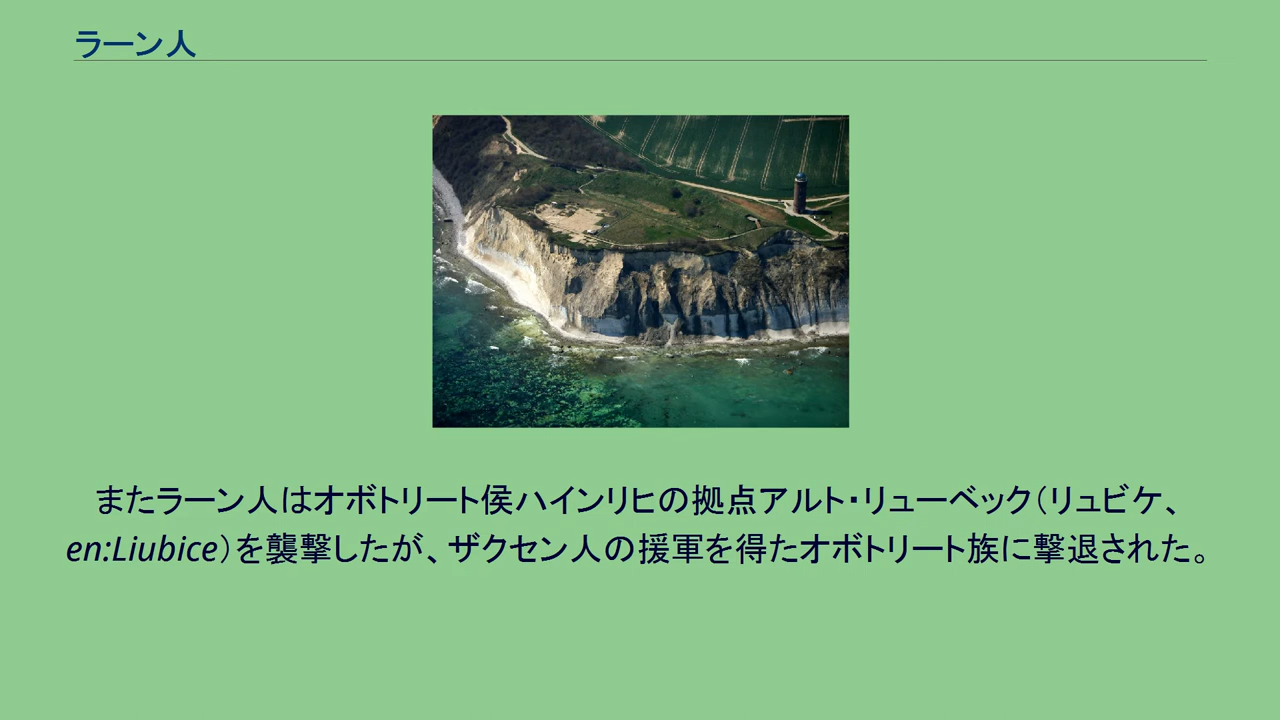 ラーン人
またラーン人はオボトリート侯ハインリヒの拠点アルト・リューベック（リュビケ、
en:Liubice）を襲撃したが、ザクセン人の援軍を得たオボトリート族に撃退された。